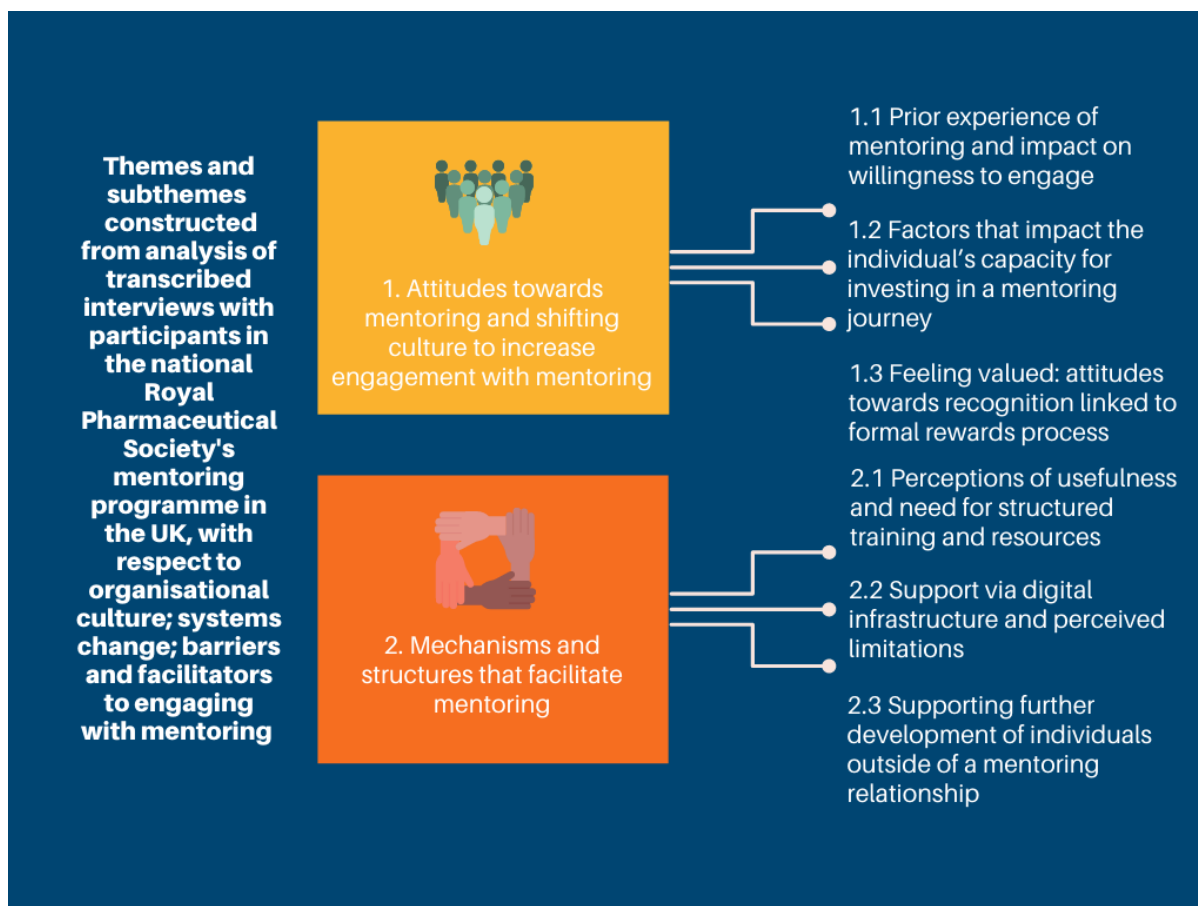 Themes and
subthemes
constructed
from analysis of
transcribed
interviews with
participants in
the national
Royal
Pharmaceutical
Society's
mentoring
programme in
the UK, with
respect to
organisational
culture; systems
change; barriers
and facilitators
to engaging
with mentoring
1. Attitudes towards
mentoring and shifting
culture to increase
engagement with mentoring
1.1 Prior experience of
mentoring and impact on
willingness to engage
1.2 Factors that impact the
individual’s capacity for
investing in a mentoring
journey
1.3 Feeling valued: attitudes
towards recognition linked to
formal rewards process
2. Mechanisms and
structures that facilitate
mentoring
2.1 Perceptions of usefulness
and need for structured
training and resources
2.2 Support via digital
infrastructure and perceived
limitations
2.3 Supporting further
development of individuals
outside of a mentoring
relationship